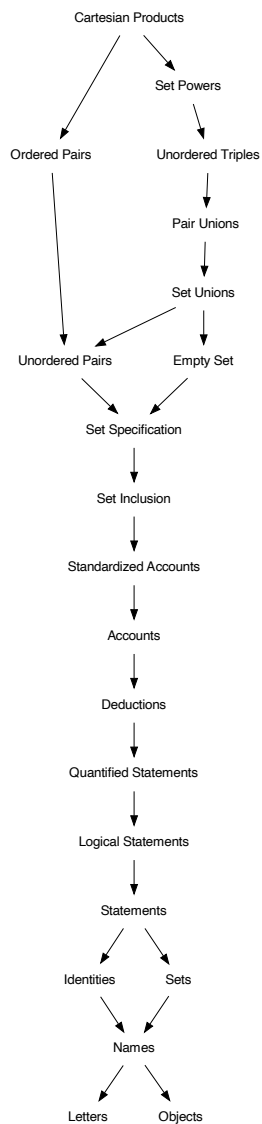 Cartesian Products
Set Powers
Ordered Pairs
Unordered Triples
Pair Unions
Set Unions
Unordered Pairs
Empty Set
Set Specification
Set Inclusion
Standardized Accounts
Accounts
Deductions
Quantified Statements
Logical Statements
Statements
Identities
Sets
Names
Letters
Objects